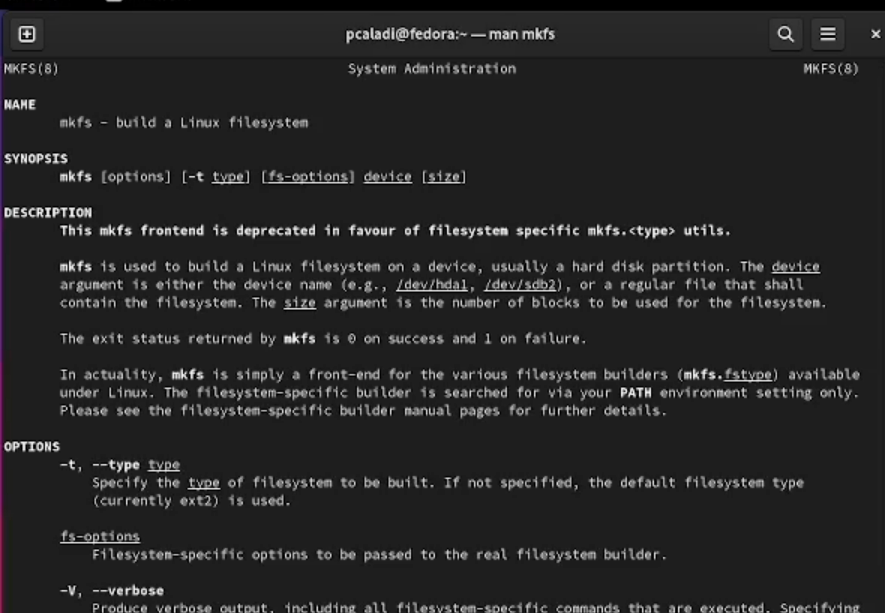 pcaladi@fedora:~ — man mkfs
MKFS(8) System Administration MKFS(8)
NAME
mkfs - build a Linux filesystem
SYNOPSIS
mkfs [options] [-t type] [fs-options] device [size]
DESCRIPTION
This mkfs frontend is deprecated in favour of filesystem specific mkfs.<type> utils.
mkfs is used to build a Linux filesystem on a device, usually a hard disk partition. The device
argument is either the device name (e.g., /dev/hda1, /dev/sdb2), or a regular file that shall
contain the filesystem. The size argument is the number of blocks to be used for the filesystem.
The exit status returned by mkfs is 0 on success and 1 on failure.
In actuality, mkfs is simply a front-end for the various filesystem builders (mkfs.fstype) available
under Linux. The filesystem-specific builder is searched for via your PATH environment setting only.
Please see the filesystem-specific builder manual pages for further details.
OPTIONS
-t, --type type
Specify the type of filesystem to be built. If not specified, the default filesystem type
(currently ext2) is used.
fs-options
Filesystem-specific options to be passed to the real filesystem builder.
-V, --verbose
Produce verbose output, including all filesystem-specific commands that are executed. Specifying